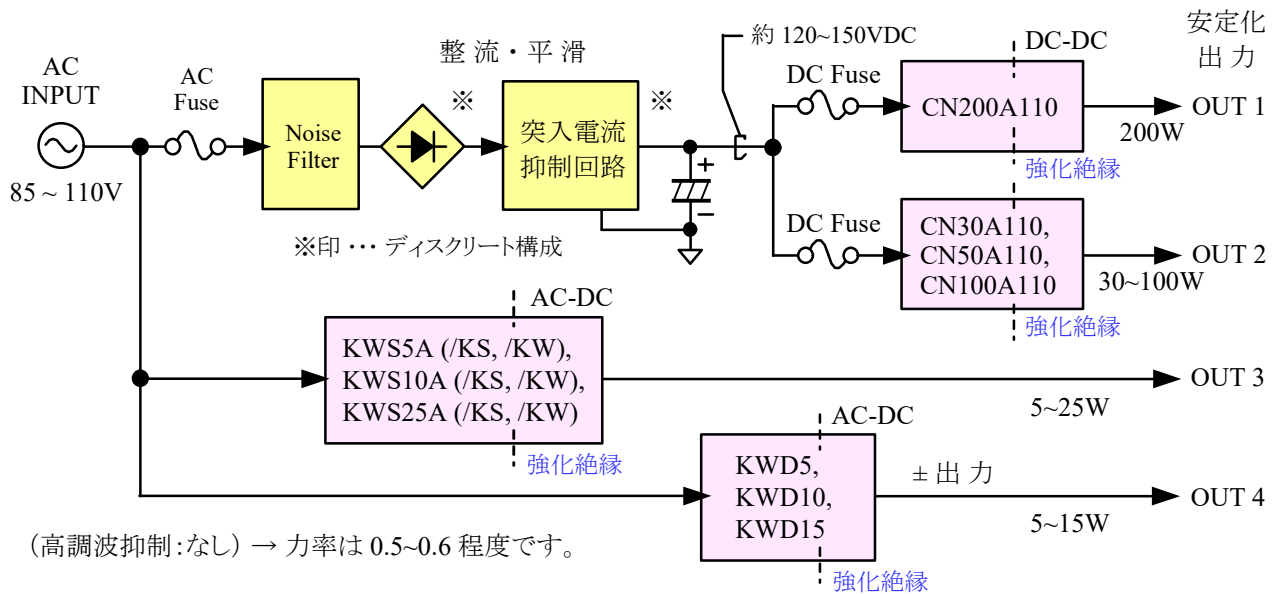 AC
INPUT
85 ~ 110V
AC
Fuse
Noise
Filter
整 流 ・ 平 滑
※
突入電流
抑制回路
※
+
−
※印 ・・・ ディスクリート構成
約 120~150VDC
DC Fuse
DC-DC
CN200A110
強化絶縁
安定化
出 力
200W
OUT 1
DC Fuse
CN30A110,
CN50A110,
CN100A110
強化絶縁
30~100W
OUT 2
AC-DC
KWS5A (/KS, /KW),
KWS10A (/KS, /KW),
KWS25A (/KS, /KW)
強化絶縁
5~25W
OUT 3
AC-DC
KWD5,
KWD10,
KWD15
強化絶縁
± 出 力
5~15W
OUT 4
(高調波抑制:なし) → 力率は 0.5~0.6 程度です。